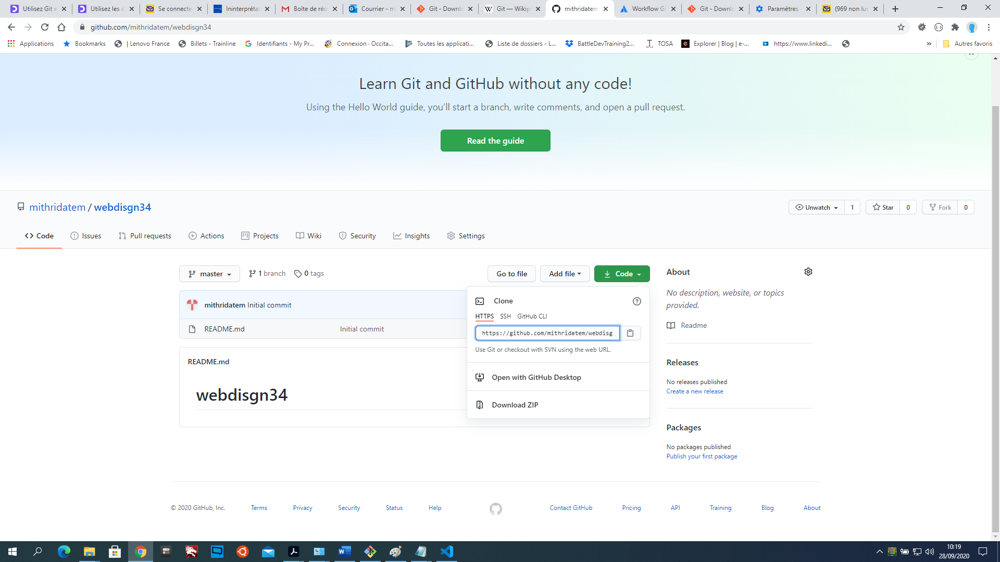 Utilisez Git e
Utilisez les c
Se connecte
Ininterprétab
Boîte de réc
Courrier - m
Git - Downlo
Git — Wikip
mithridatem
Workflow Gi
Git - Downlo
Paramètres -
(969 non lus
github.com/mithridatem/webdisgn34
Applications
Bookmarks
| Lenovo France
Billets - Trainline
Identifiants - My Pr...
Connexion · Occita...
Toutes les applicati...
Liste de dossiers - L...
BattleDevTraining2...
TOSA
Explorer | Blog | e-...
https://www.linkedi...
Autres favoris
Learn Git and GitHub without any code!
Using the Hello World guide, you’ll start a branch, write comments, and open a pull request.
Read the guide
mithridatem / webdisgn34
Unwatch 1
Star 0
Fork 0
Code
Issues
Pull requests
Actions
Projects
Wiki
Security
Insights
Settings
master
1 branch
0 tags
Go to file
Add file
Code
mithridatem Initial commit
README.md
Initial commit
README.md
webdisgn34
Clone
HTTPS
SSH
GitHub CLI
https://github.com/mithridatem/webdisg
Use Git or checkout with SVN using the web URL.
Open with GitHub Desktop
Download ZIP
About
No description, website, or topics
provided.
Readme
Releases
No releases published
Create a new release
Packages
No packages published
Publish your first package
© 2020 GitHub, Inc.
Terms
Privacy
Security
Status
Help
Contact GitHub
Pricing
API
Training
Blog
About
10:19
28/09/2020